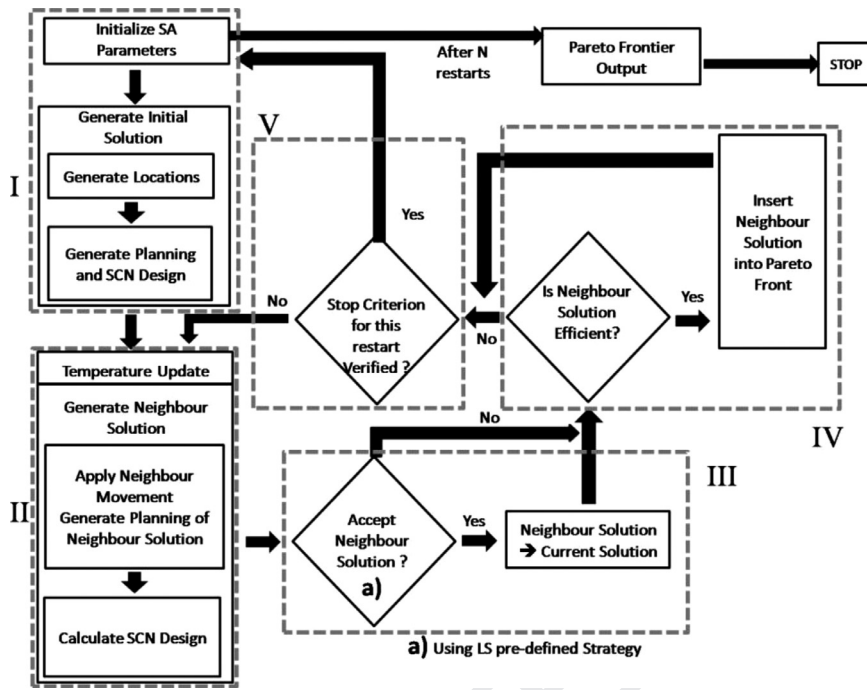 Initialize SA
Parameters
After N
restarts
Pareto Frontier
Output
STOP
I
Generate Initial
Solution
Generate Locations
Generate Planning
and SCN Design
V
Yes
No
Stop Criterion
for this
restart
Verified ?
Is Neighbour
Solution
Efficient?
Yes
No
Insert
Neighbour
Solution
into Pareto
Front
IV
II
Temperature Update
Generate Neighbour
Solution
Apply Neighbour
Movement
Generate Planning of
Neighbour Solution
Calculate SCN Design
No
III
Accept
Neighbour
Solution ?
a)
Yes
Neighbour Solution
➔ Current Solution
a) Using LS pre-defined Strategy